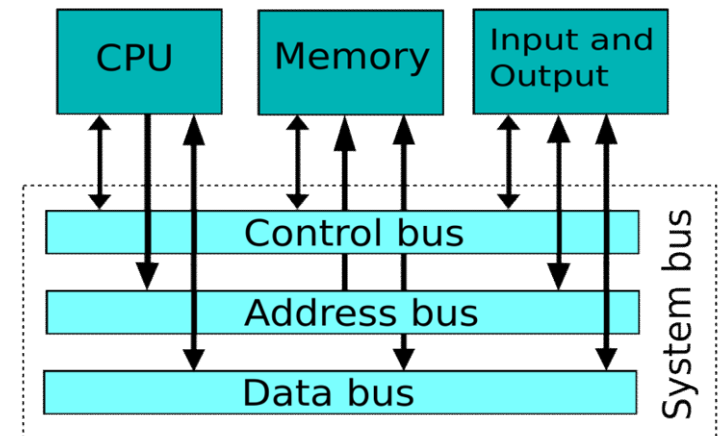 CPU
Memory
Input and
Output
Control bus
Address bus
Data bus
System bus